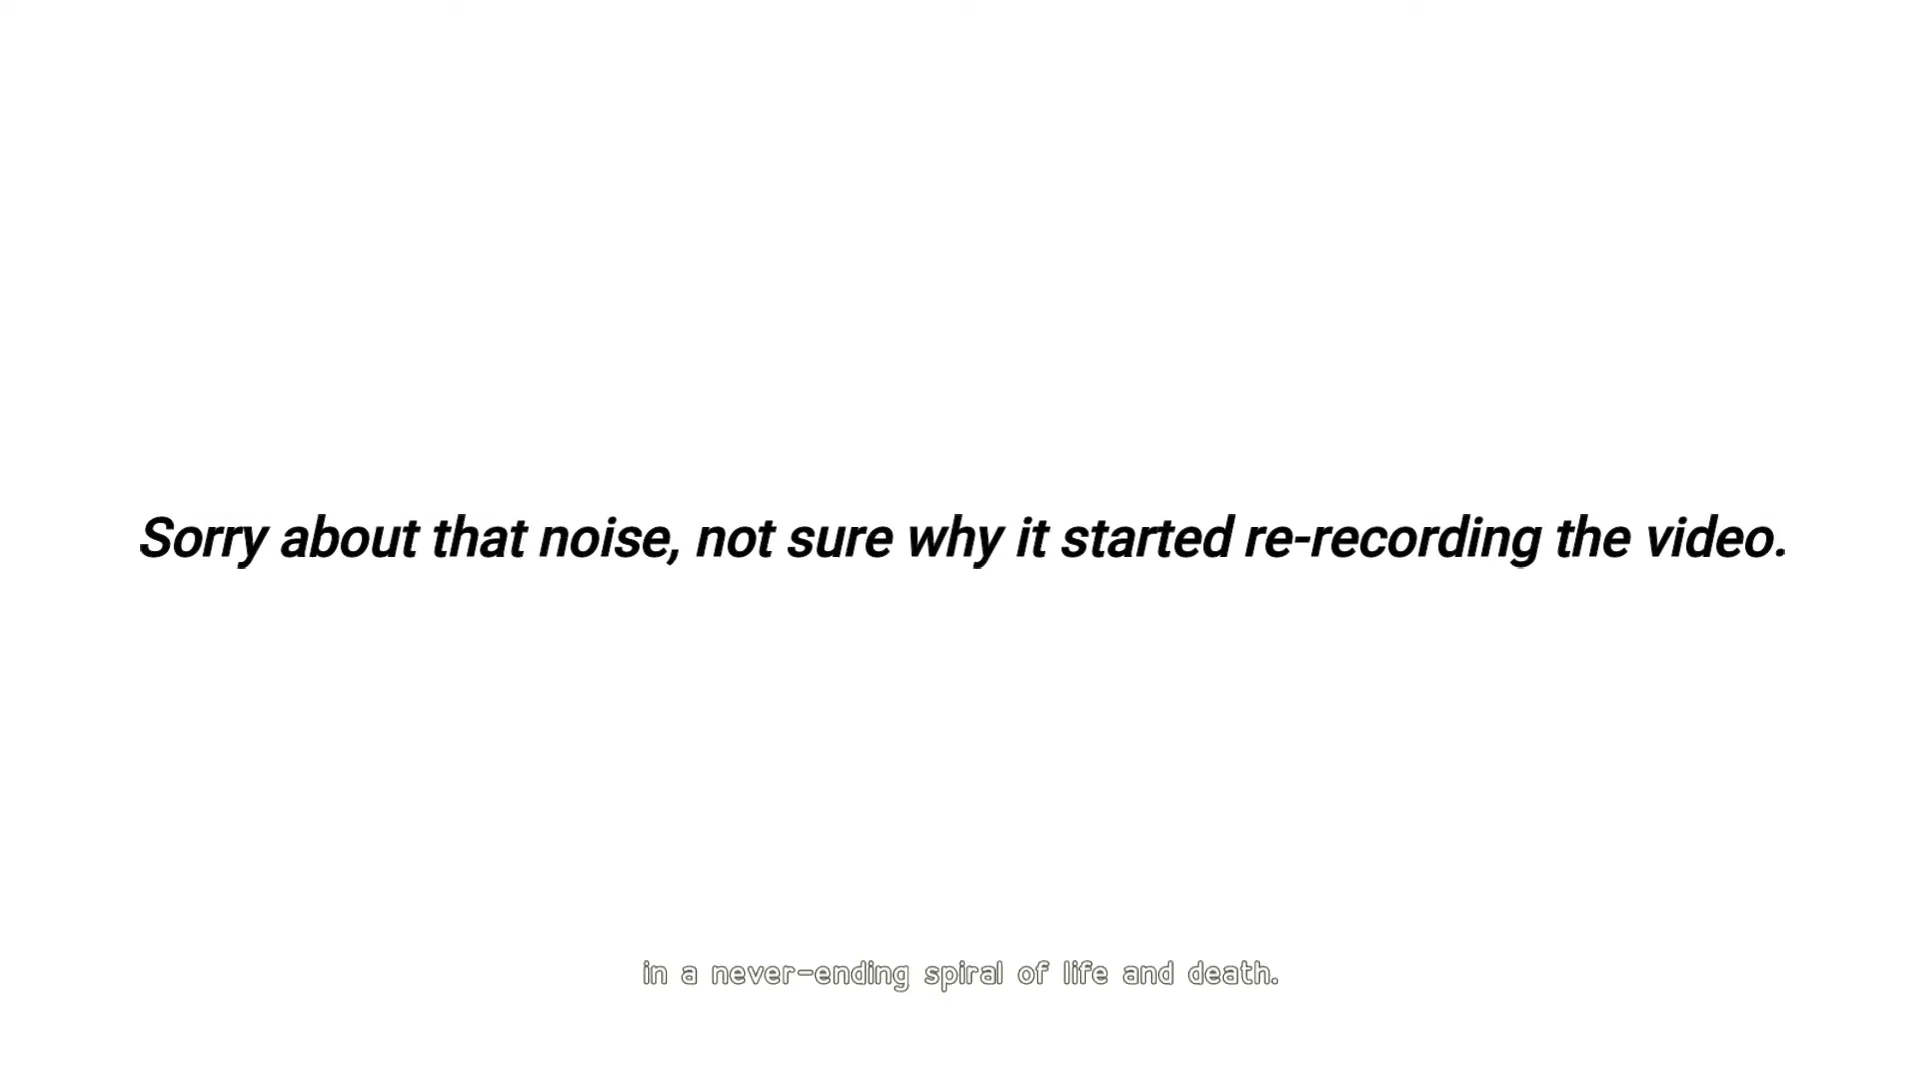 Sorry about that noise, not sure why it started re-recording the video.
in a never-ending spiral of life and death.